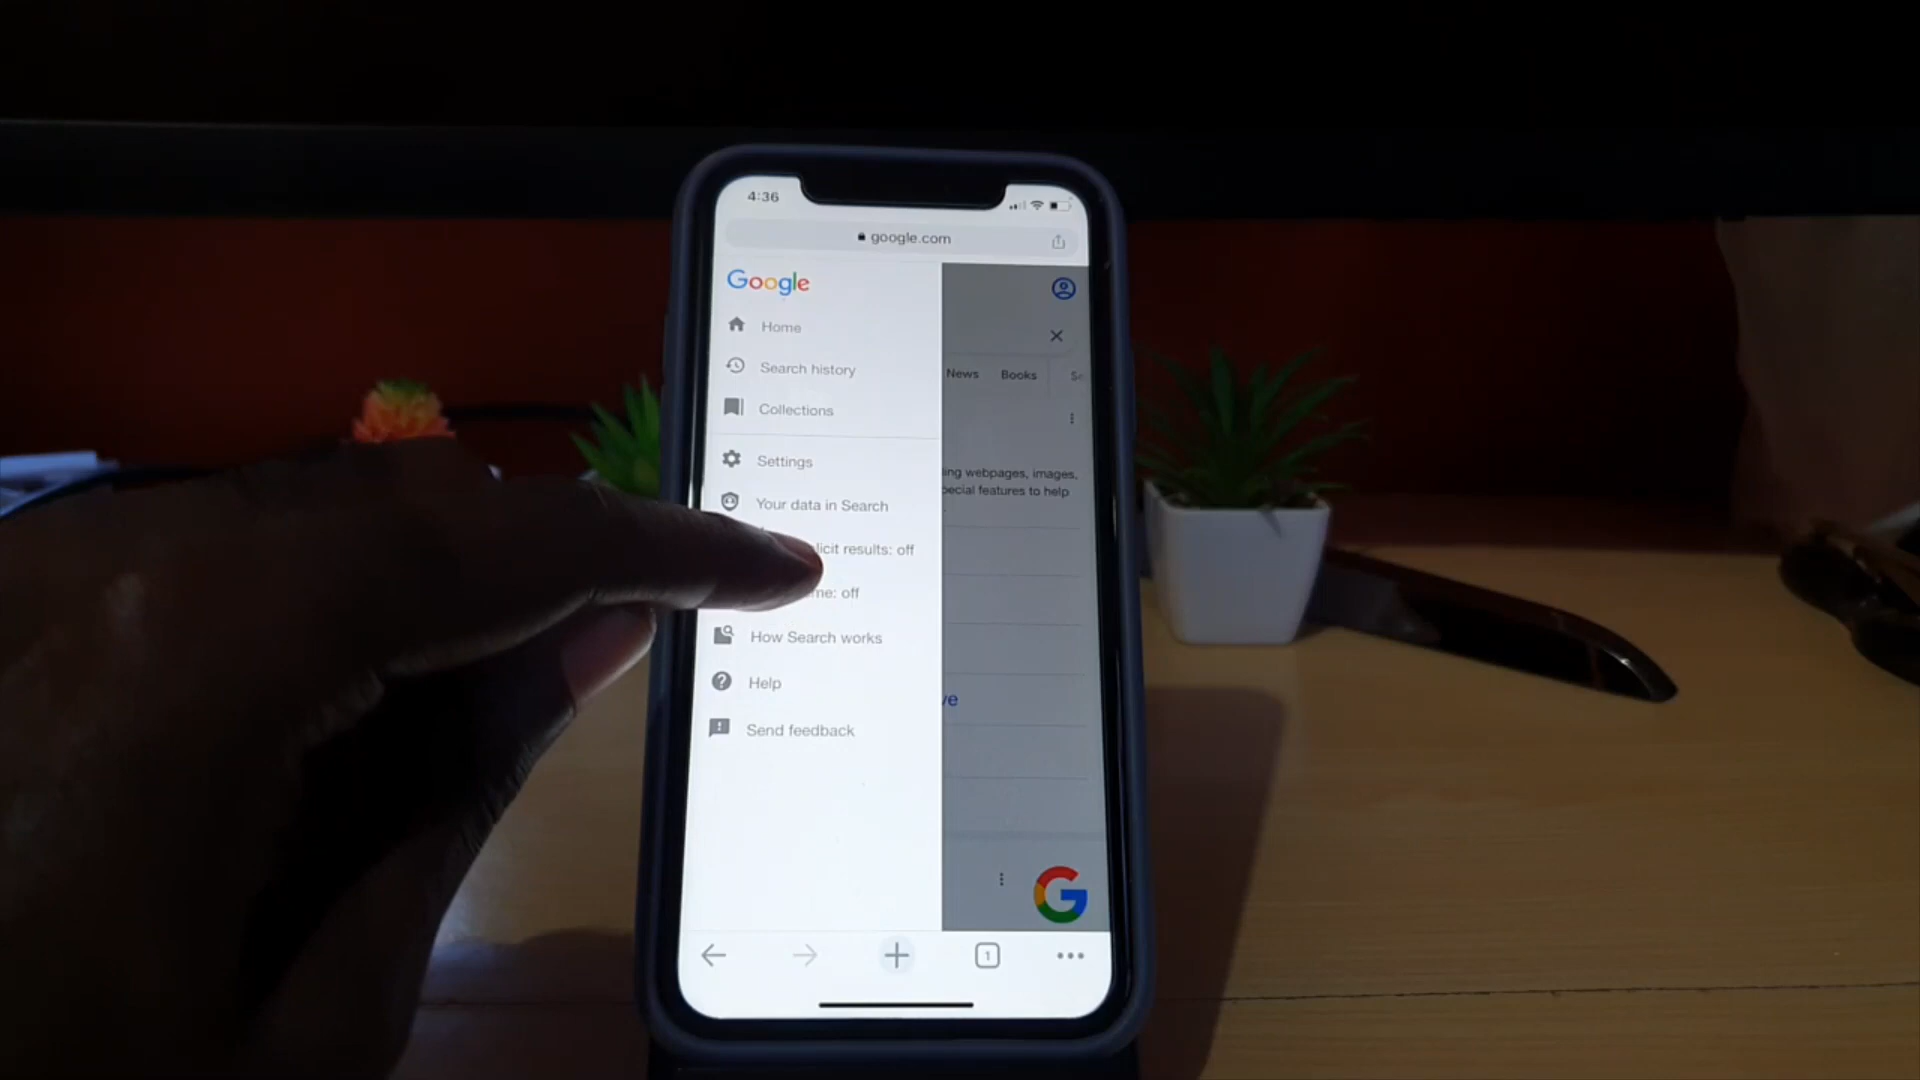 4:36
google.com
Google
Home
Search history
Collections
Settings
Your data in Search
licit results: off
me: off
How Search works
Help
Send feedback
News Books
ing webpages, images,
pecial features to help
ve
1
G